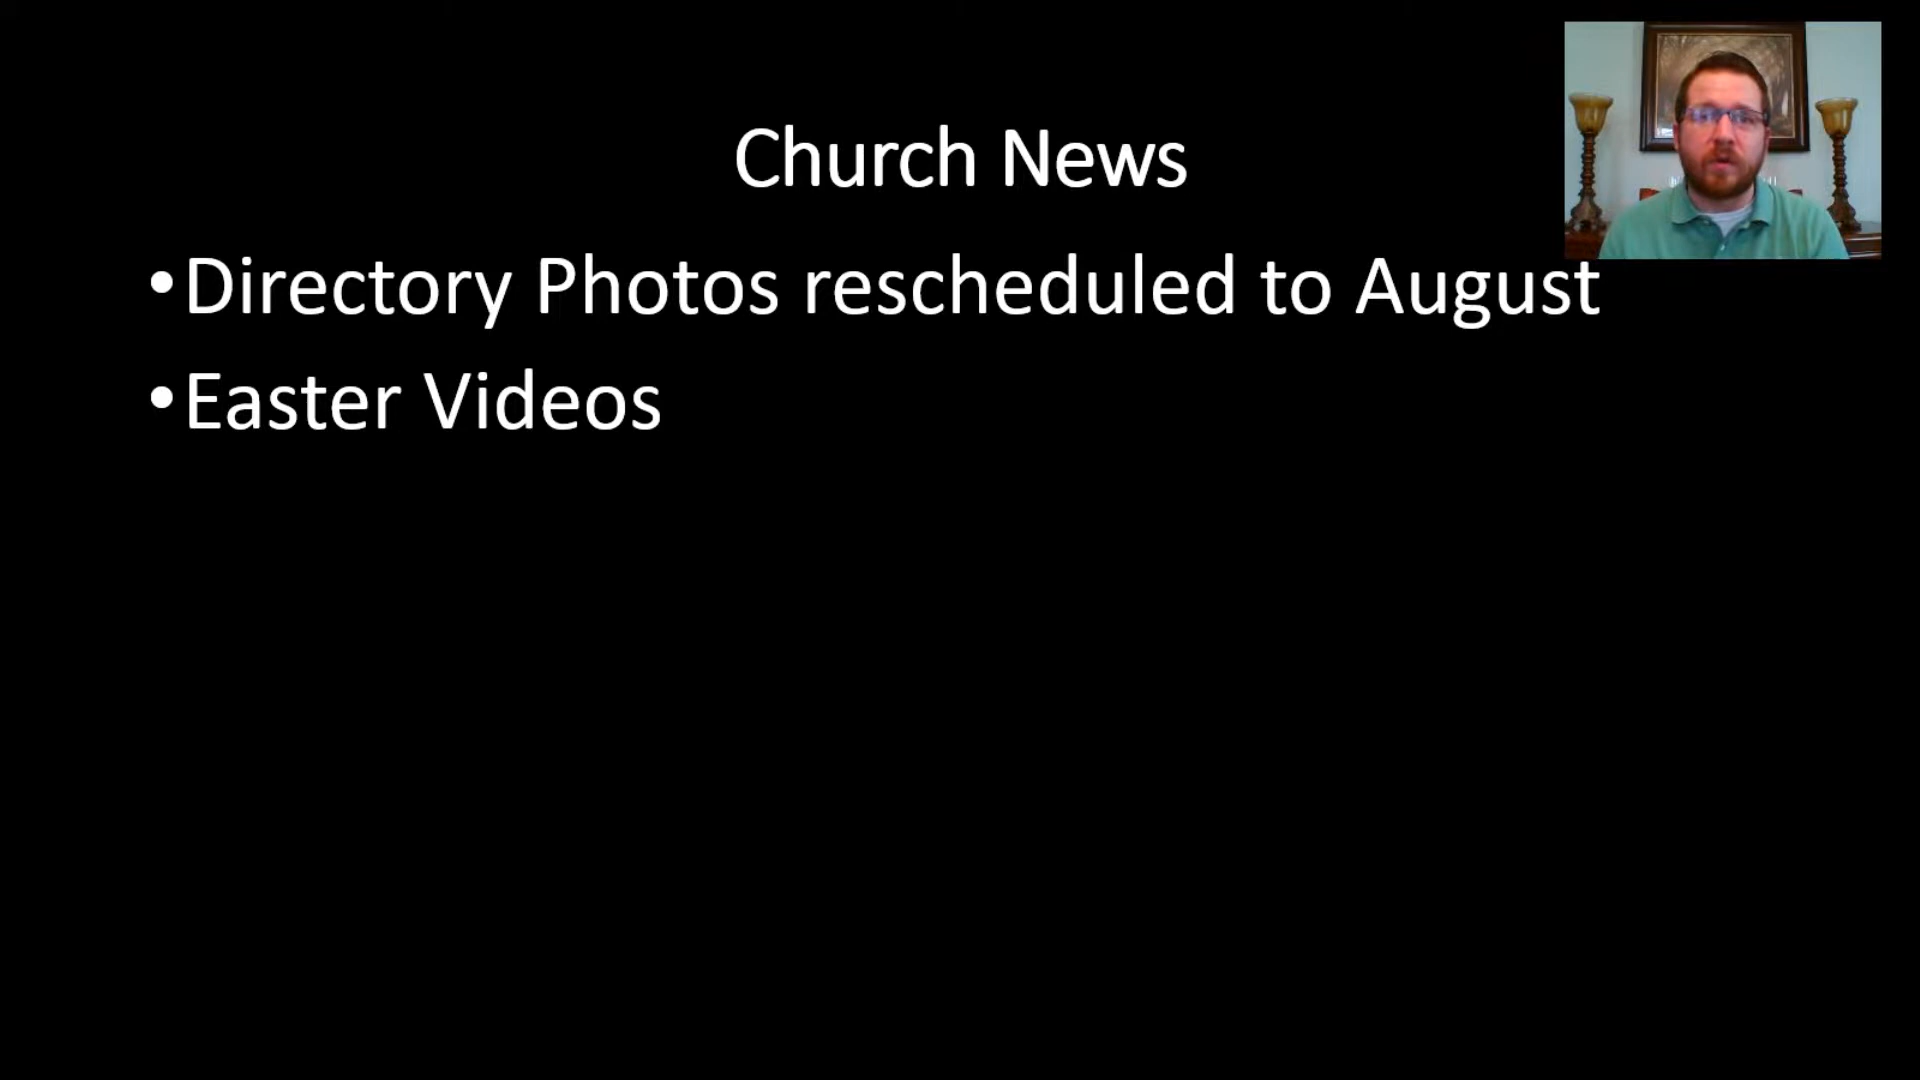 Church News
•Directory Photos rescheduled to August
•Easter Videos